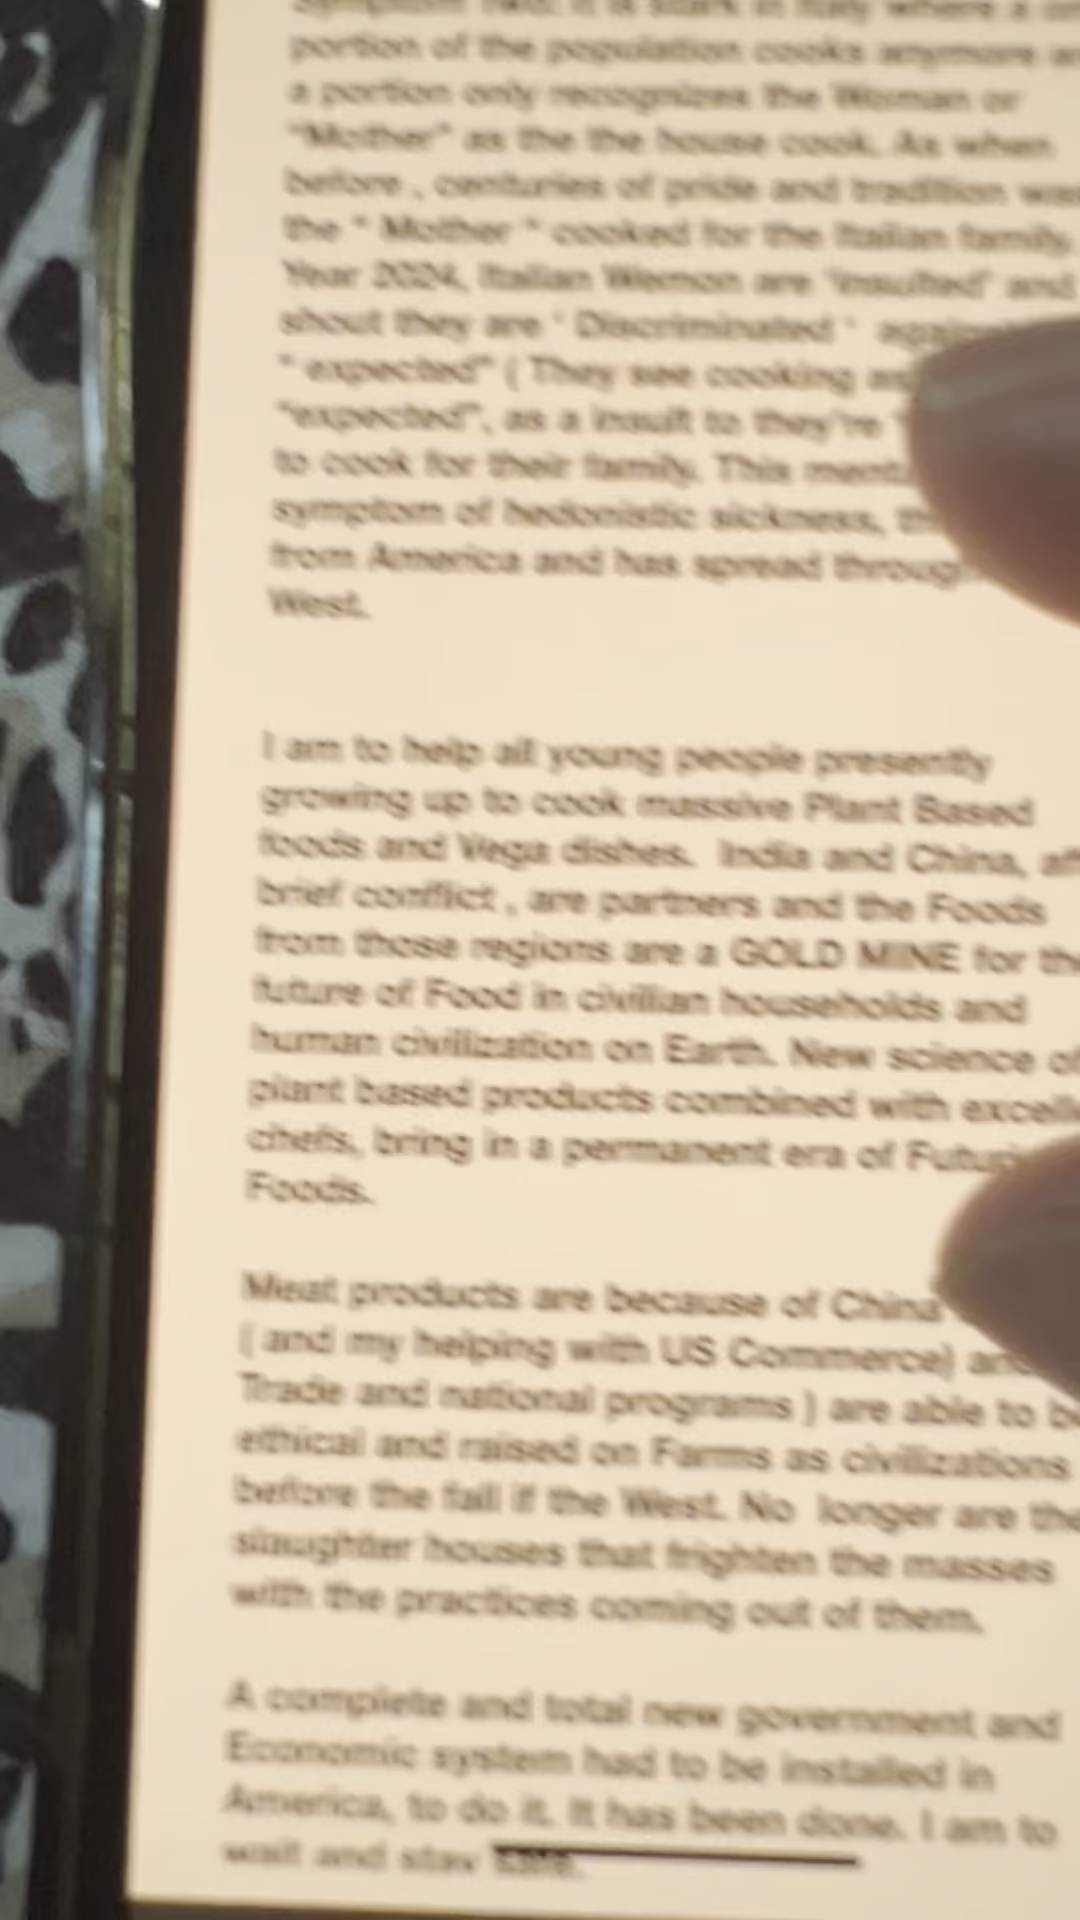 portion of the population cooks anymore
a portion only recognizes the Woman or
"Mother" as the the house cook. As when
before , centuries of pride and tradition
the " Mother " cooked for the Italian family.
Year 2024, Italian Wemon are "insulted" and
shout they are ' Discriminated '
" expected" ( They see cooking
"expected", as a insult to they're
to cook for their family. This
symptom of hedonistic sickness,
from America and has spread
West.
I am to help all young people presently
growing up to cook massive Plant Based
foods and Vega dishes. India and China,
brief conflict , are partners and the Foods
from those regions are a GOLD MINE for
future of Food in civilian households and
human civilization on Earth. New science
plant based products combined with
chefs, bring in a permanent era of
Foods.
Meat products are because of China
( and my helping with US Commerce)
Trade and national programs ) are able to
ethical and raised on Farms as civilizations
before the fall if the West. No longer are
slaughter houses that frighten the masses
with the practices coming out of them.
A complete and total new government and
Economic system had to be installed in
America, to do it. It has been done. I am to
wait and stay safe.